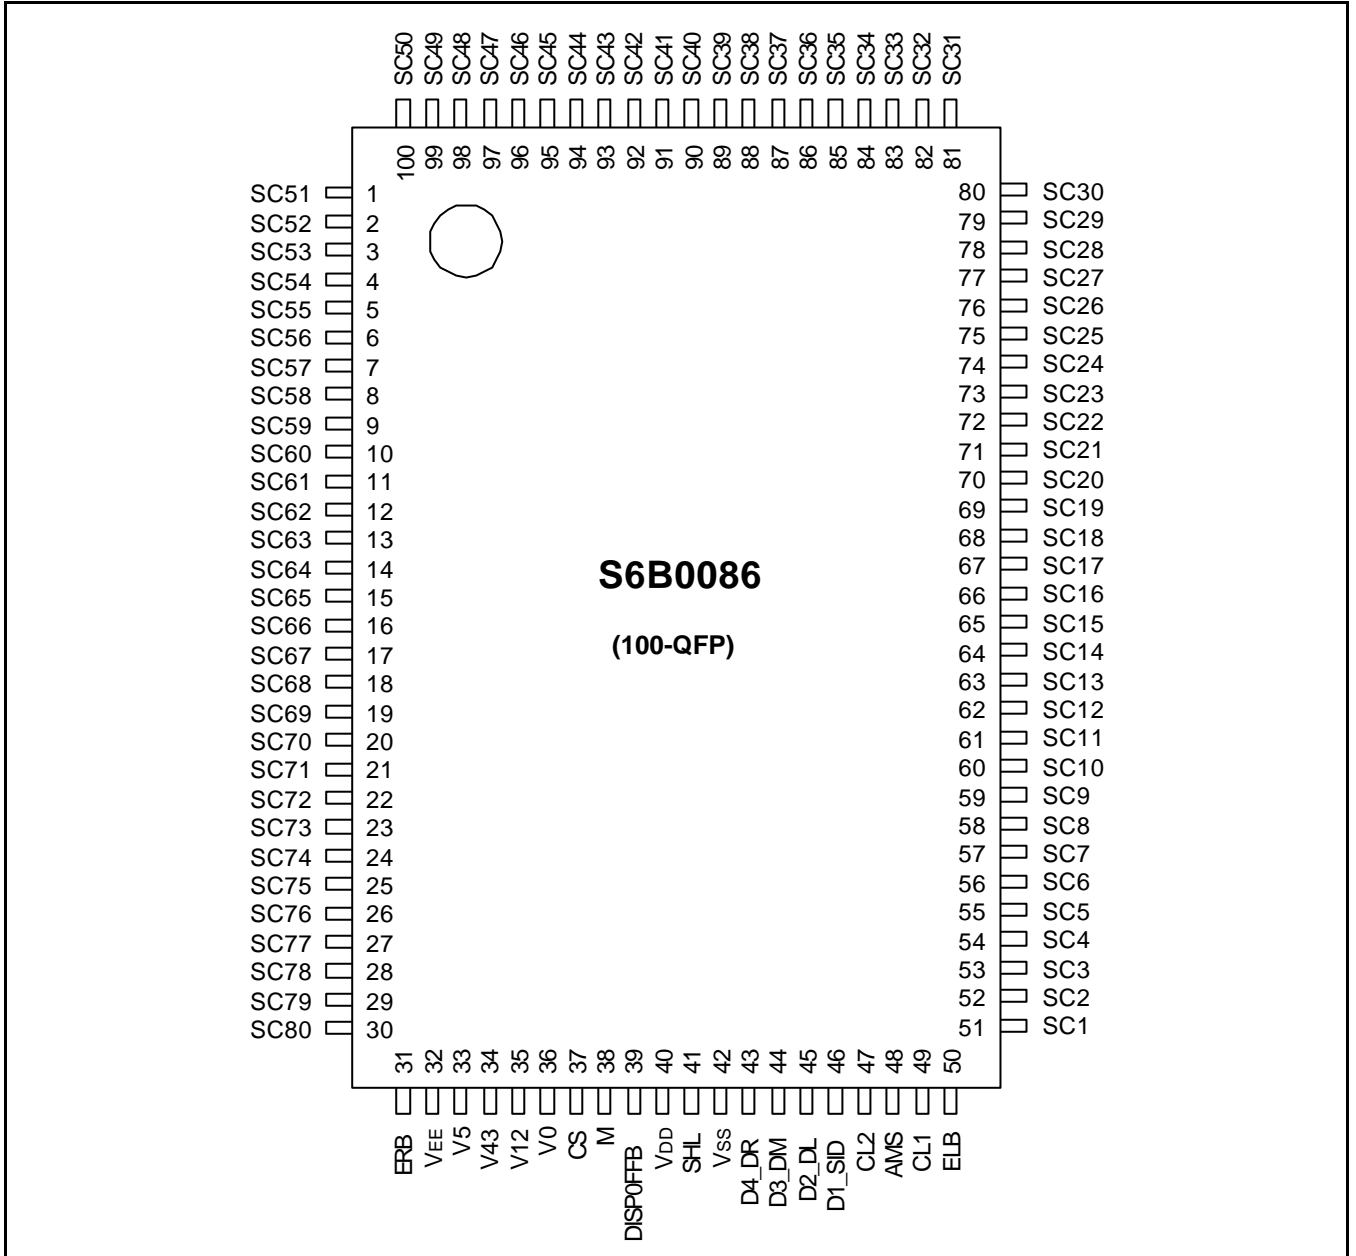 SC50 SC49 SC48 SC47 SC46 SC45 SC44 SC43 SC42 SC41 SC40 SC39 SC38 SC37 SC36 SC35 SC34 SC33 SC32 SC31
100 99 98 97 96 95 94 93 92 91 90 89 88 87 86 85 84 83 82 81
SC51 1 80 SC30
SC52 2 79 SC29
SC53 3 78 SC28
SC54 4 77 SC27
SC55 5 76 SC26
SC56 6 75 SC25
SC57 7 74 SC24
SC58 8 73 SC23
SC59 9 72 SC22
SC60 10 71 SC21
SC61 11 70 SC20
SC62 12 69 SC19
SC63 13 68 SC18
SC64 14 67 SC17
SC65 15 66 SC16
SC66 16 65 SC15
SC67 17 64 SC14
SC68 18 63 SC13
SC69 19 62 SC12
SC70 20 61 SC11
SC71 21 60 SC10
SC72 22 59 SC9
SC73 23 58 SC8
SC74 24 57 SC7
SC75 25 56 SC6
SC76 26 55 SC5
SC77 27 54 SC4
SC78 28 53 SC3
SC79 29 52 SC2
SC80 30 51 SC1
S6B0086
(100-QFP)
31 32 33 34 35 36 37 38 39 40 41 42 43 44 45 46 47 48 49 50
ERB VEE V5 V43 V12 V0 CS M DISP0FFB VDD SHL VSS D4_DR D3_DM D2_DL D1_SID CL2 AMS CL1 ELB